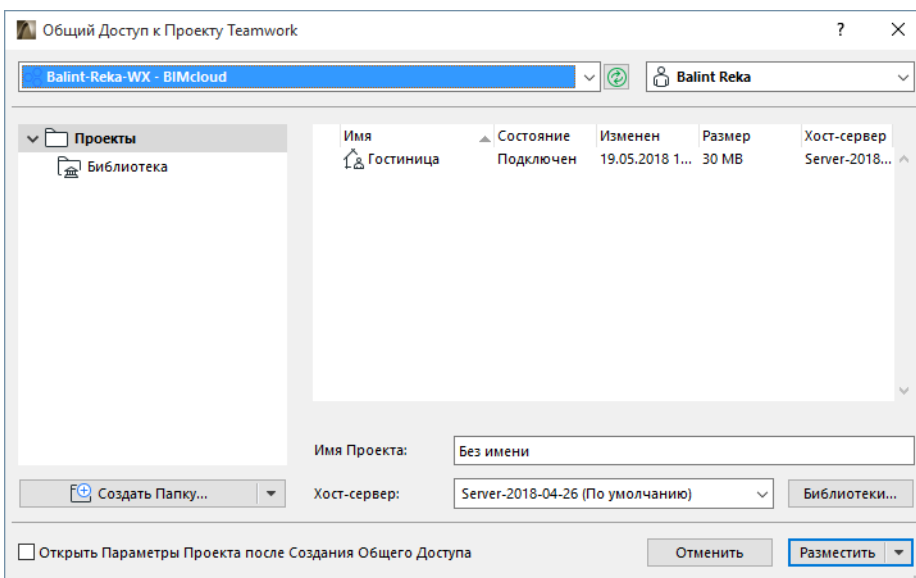 Общий Доступ к Проекту Teamwork ?
Balint-Reka-WX - BIMcloud Balint Reka
Проекты
Библиотека
Имя Состояние Изменен Размер Хост-сервер
Гостиница Подключен 19.05.2018 1... 30 MB Server-2018...
Имя Проекта: Без имени
Создать Папку... Хост-сервер: Server-2018-04-26 (По умолчанию) Библиотеки...
Открыть Параметры Проекта после Создания Общего Доступа Отменить Разместить